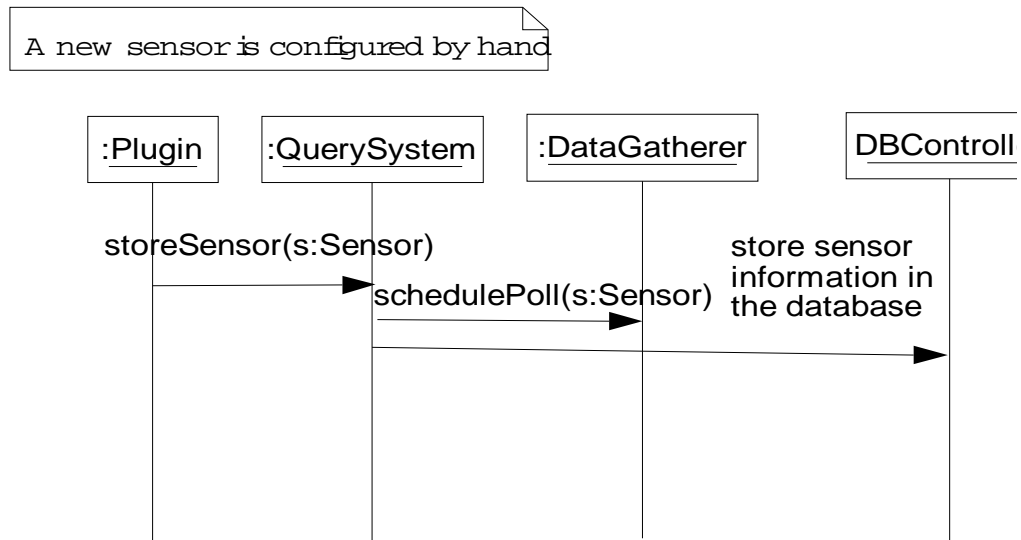 A new sensor is configured by hand
:Plugin
:QuerySystem
:DataGatherer
DBControll
storeSensor(s:Sensor)
store sensor
information in
the database
schedulePoll(s:Sensor)